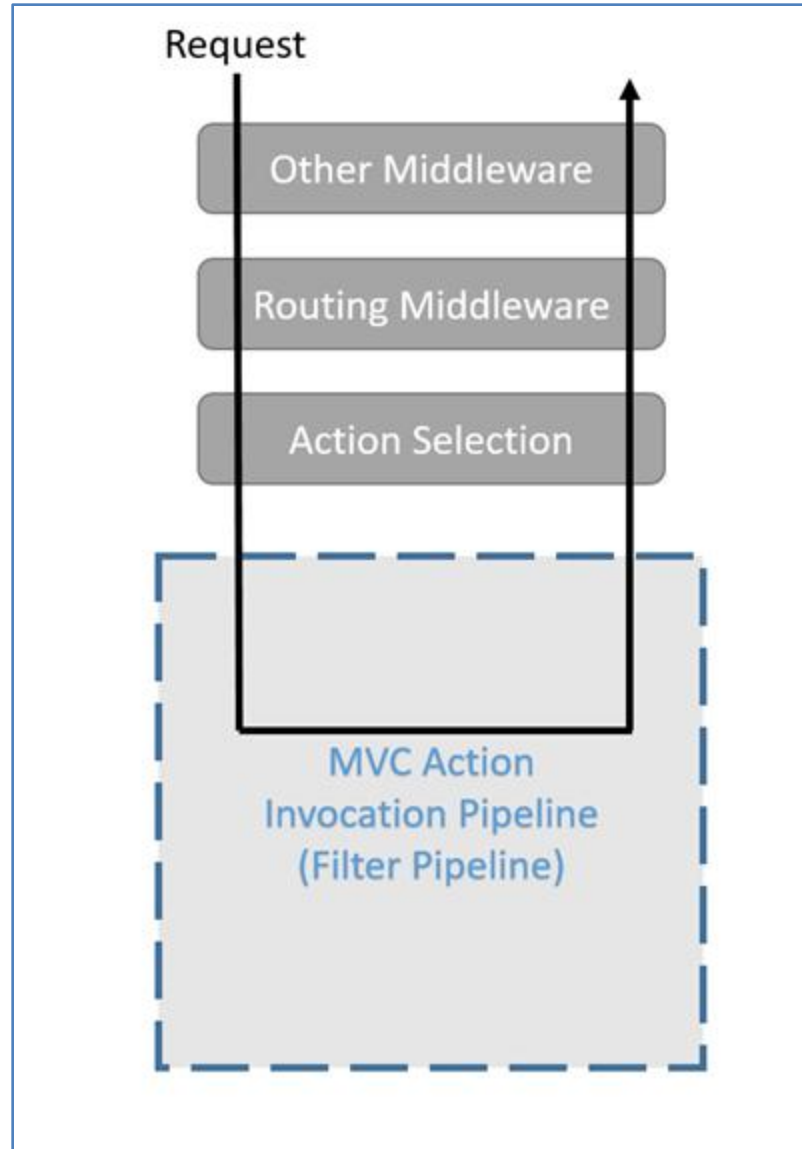 Request
Other Middleware
Routing Middleware
Action Selection
MVC Action
Invocation Pipeline
(Filter Pipeline)